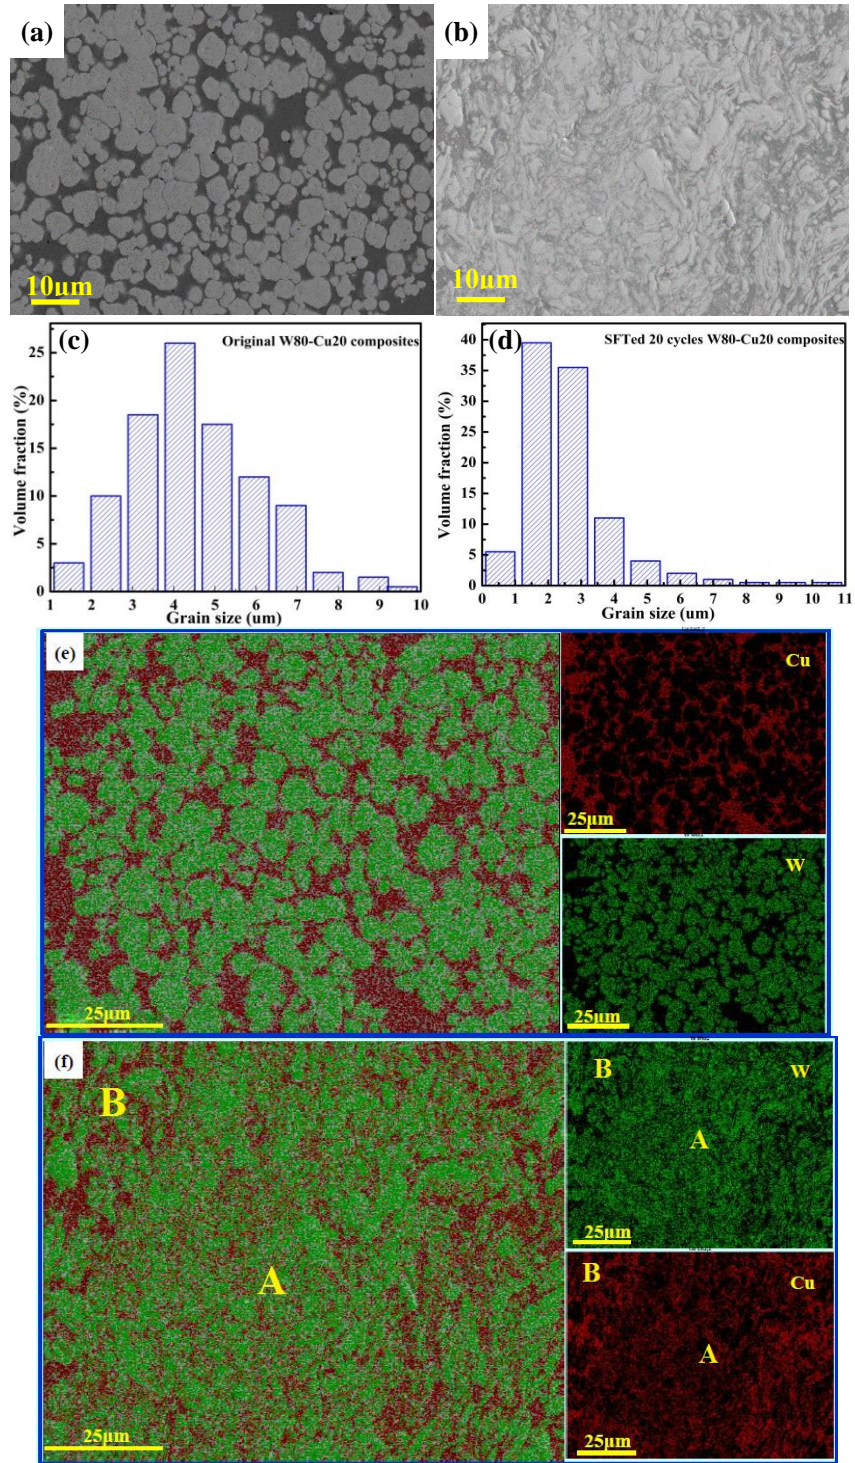 (a)
(b)
10μm
10μm
(c)
Original W80-Cu20 composites
25
20
15
10
5
0
Volume fraction (%)
1 2 3 4 5 6 7 8 9 10
Grain size (um)
(d)
SFTed 20 cycles W80-Cu20 composites
40
35
30
25
20
15
10
5
0
Volume fraction (%)
0 1 2 3 4 5 6 7 8 9 10 11
Grain size (um)
(e)
25μm
Cu
25μm
W
25μm
(f)
B
A
25μm
B
W
A
25μm
B
Cu
A
25μm